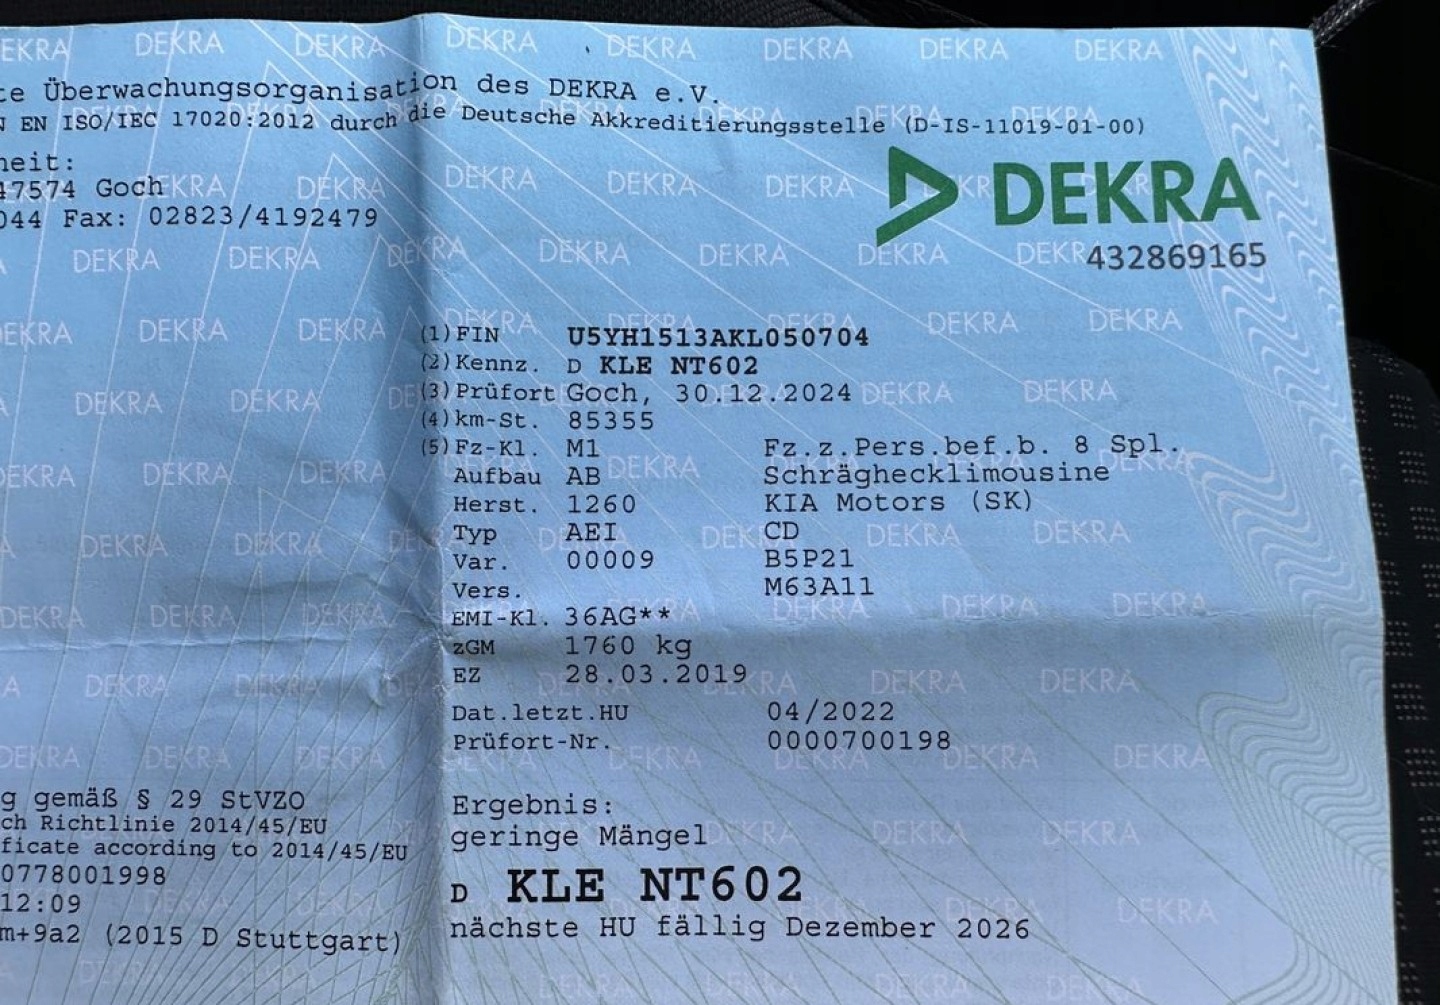 te Überwachungsorganisation des DEKRA e.V.
N EN ISO/IEC 17020:2012 durch die Deutsche Akkreditierungsstelle (D-IS-11019-01-00)
heit:
47574 Goch
044 Fax: 02823/4192479
DEKRA
432869165
(1) FIN U5YH1513AKL050704
(2) Kennz. D KLE NT602
(3) Prüfort Goch, 30.12.2024
(4) km-St. 85355
(5) Fz-Kl. M1 Fz.z.Pers.bef.b. 8 Spl.
Aufbau AB Schräghecklimousine
Herst. 1260 KIA Motors (SK)
Typ AEI CD
Var. 00009 B5P21
Vers. M63A11
EMI-Kl. 36AG**
zGM 1760 kg
EZ 28.03.2019
Dat.letzt.HU 04/2022
Prüfort-Nr. 0000700198
g gemäß § 29 StVZO
ch Richtlinie 2014/45/EU
ficate according to 2014/45/EU
0778001998
12:09
m+9a2 (2015 D Stuttgart)
Ergebnis:
geringe Mängel
D KLE NT602
nächste HU fällig Dezember 2026